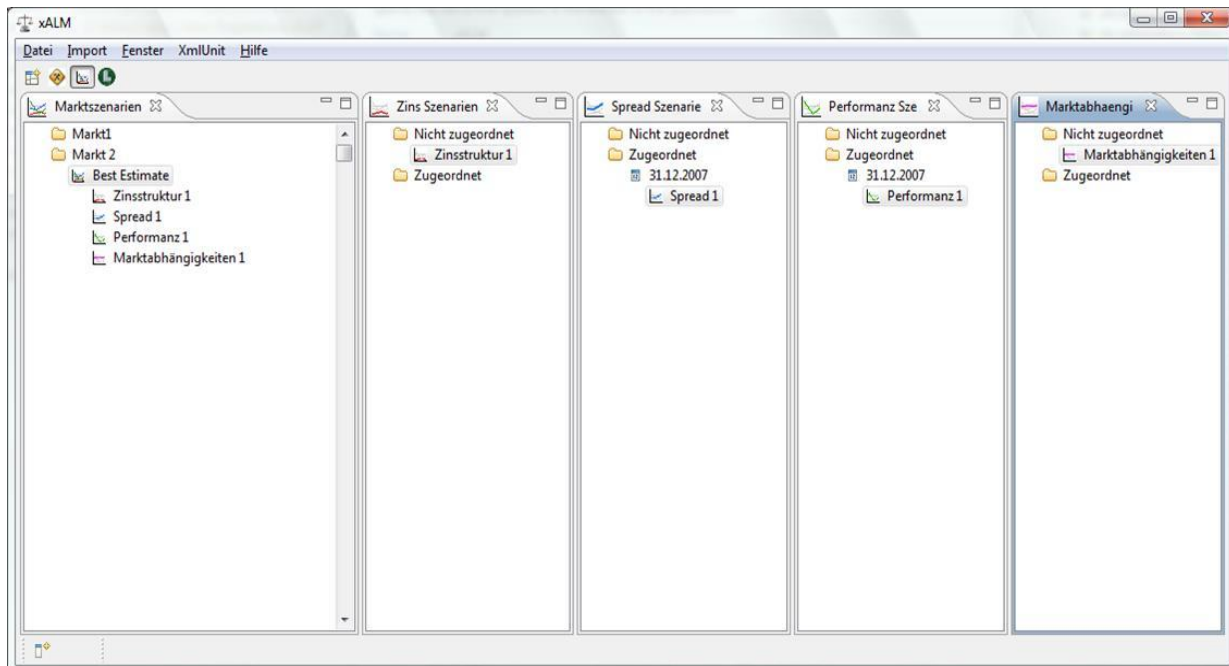 xALM
Datei Import Fenster XmlUnit Hilfe
Marktszenarien
Markt1
Markt 2
Best Estimate
Zinsstruktur 1
Spread 1
Performanz 1
Marktabhängigkeiten 1
Zins Szenarien
Nicht zugeordnet
Zinsstruktur 1
Zugeordnet
Spread Szenarie
Nicht zugeordnet
Zugeordnet
31.12.2007
Spread 1
Performanz Sze
Nicht zugeordnet
Zugeordnet
31.12.2007
Performanz 1
Marktabhaengi
Nicht zugeordnet
Marktabhängigkeiten 1
Zugeordnet